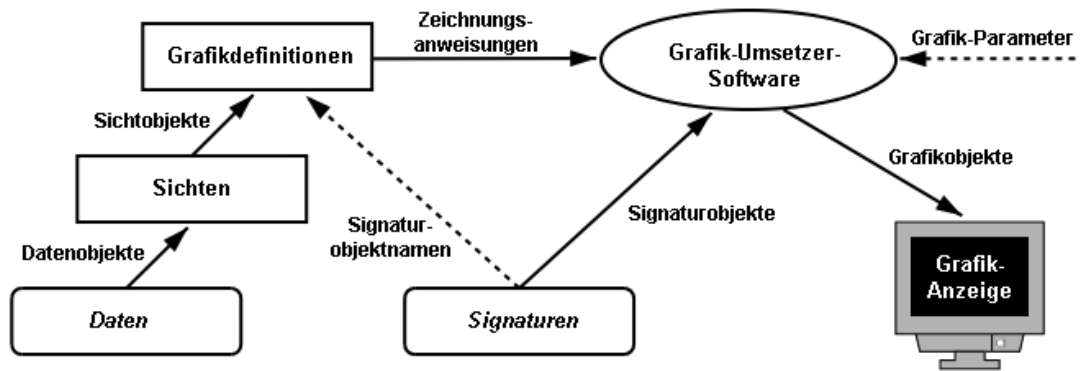 Zeichnungs-
anweisungen
Grafikdefinitionen
Grafik-Umsetzer-
Software
Grafik-Parameter
Sichtobjekte
Grafikobjekte
Sichten
Signatur-
objektnamen
Signaturobjekte
Datenobjekte
Grafik-
Anzeige
Daten
Signaturen